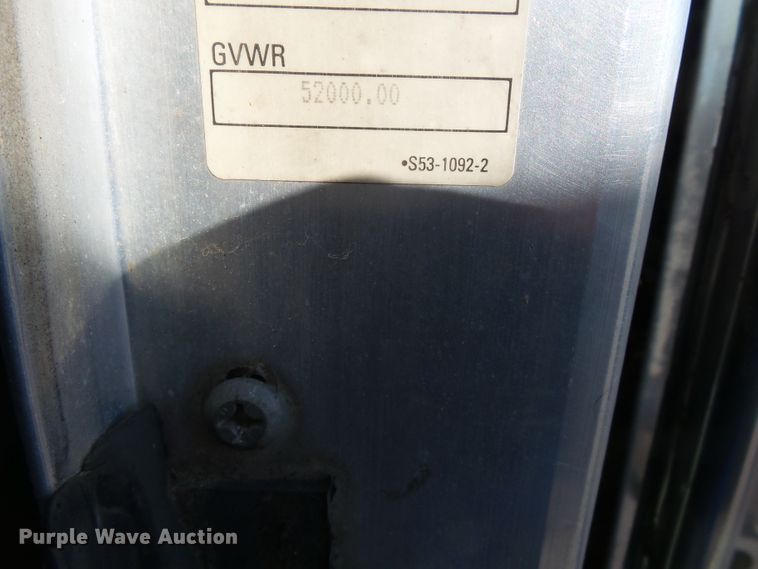 GVWR
52000.00
•S53-1092-2
Purple Wave Auction